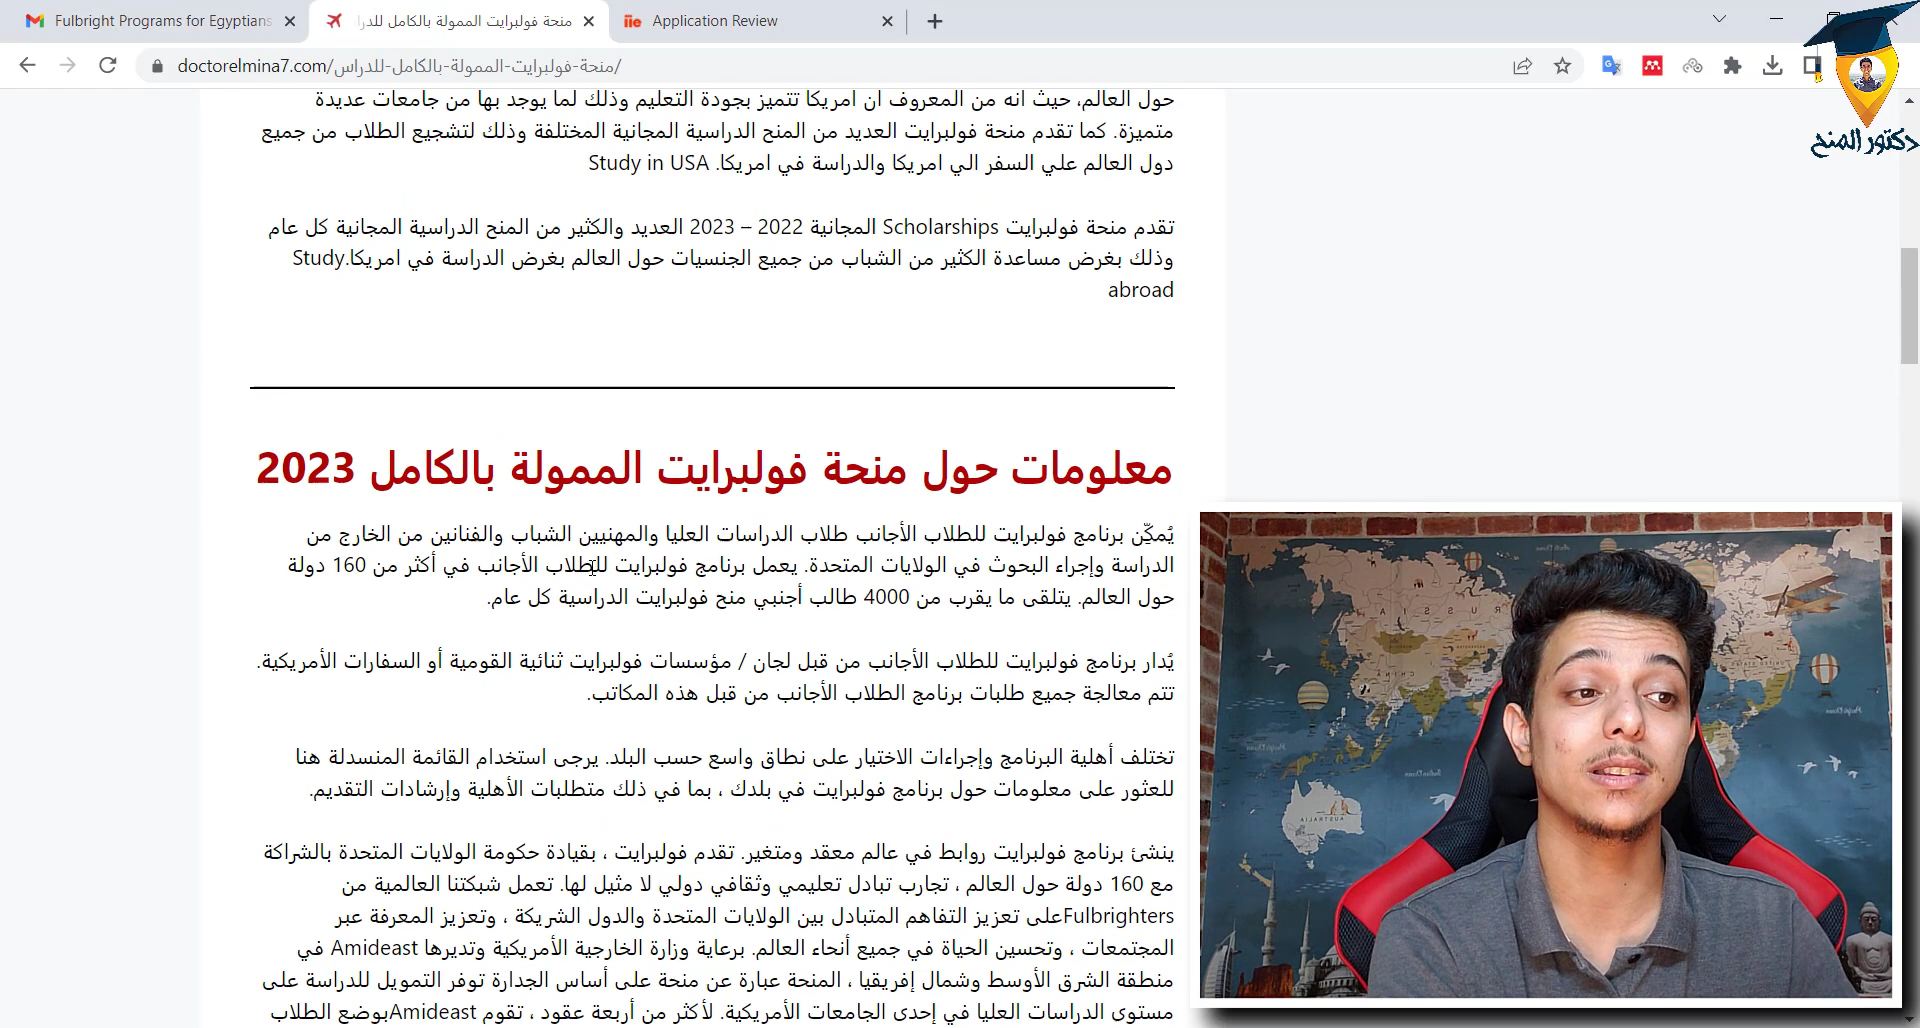 Fulbright Programs for Egyptians
منحة فولبرايت الممولة بالكامل للدرا
Application Review
doctorelmina7.com/منحة-فولبرايت-الممولة-بالكامل-للدراس/
دكتور المنح
حول العالم، حيث انه من المعروف ان امريكا تتميز بجودة التعليم وذلك لما يوجد بها من جامعات عديدة
متميزة. كما تقدم منحة فولبرايت العديد من المنح الدراسية المجانية المختلفة وذلك لتشجيع الطلاب من جميع
دول العالم علي السفر الي امريكا والدراسة في امريكا. Study in USA
تقدم منحة فولبرايت Scholarships المجانية 2022 – 2023 العديد والكثير من المنح الدراسية المجانية كل عام
وذلك بغرض مساعدة الكثير من الشباب من جميع الجنسيات حول العالم بغرض الدراسة في امريكا.Study
abroad
معلومات حول منحة فولبرايت الممولة بالكامل 2023
يُمكِّن برنامج فولبرايت للطلاب الأجانب طلاب الدراسات العليا والمهنيين الشباب والفنانين من الخارج من
الدراسة وإجراء البحوث في الولايات المتحدة. يعمل برنامج فولبرايت للطلاب الأجانب في أكثر من 160 دولة
حول العالم. يتلقى ما يقرب من 4000 طالب أجنبي منح فولبرايت الدراسية كل عام.
يُدار برنامج فولبرايت للطلاب الأجانب من قبل لجان / مؤسسات فولبرايت ثنائية القومية أو السفارات الأمريكية.
تتم معالجة جميع طلبات برنامج الطلاب الأجانب من قبل هذه المكاتب.
تختلف أهلية البرنامج وإجراءات الاختيار على نطاق واسع حسب البلد. يرجى استخدام القائمة المنسدلة هنا
للعثور على معلومات حول برنامج فولبرايت في بلدك ، بما في ذلك متطلبات الأهلية وإرشادات التقديم.
ينشئ برنامج فولبرايت روابط في عالم معقد ومتغير. تقدم فولبرايت ، بقيادة حكومة الولايات المتحدة بالشراكة
مع 160 دولة حول العالم ، تجارب تبادل تعليمي وثقافي دولي لا مثيل لها. تعمل شبكتنا العالمية من
Fulbrightersعلى تعزيز التفاهم المتبادل بين الولايات المتحدة والدول الشريكة ، وتعزيز المعرفة عبر
المجتمعات ، وتحسين الحياة في جميع أنحاء العالم. برعاية وزارة الخارجية الأمريكية وتديرها Amideast في
منطقة الشرق الأوسط وشمال إفريقيا ، المنحة عبارة عن منحة على أساس الجدارة توفر التمويل للدراسة على
مستوى الدراسات العليا في إحدى الجامعات الأمريكية. لأكثر من أربعة عقود ، تقوم Amideastبوضع الطلاب
RUSSIA
CHINA
AUSTRALIA